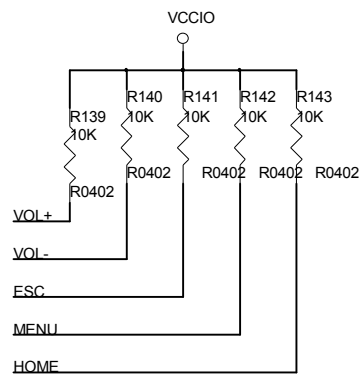 VCCIO
R139
10K
R0402
R140
10K
R0402
R141
10K
R0402
R142
10K
R0402
R143
10K
R0402
VOL+
VOL-
ESC
MENU
HOME